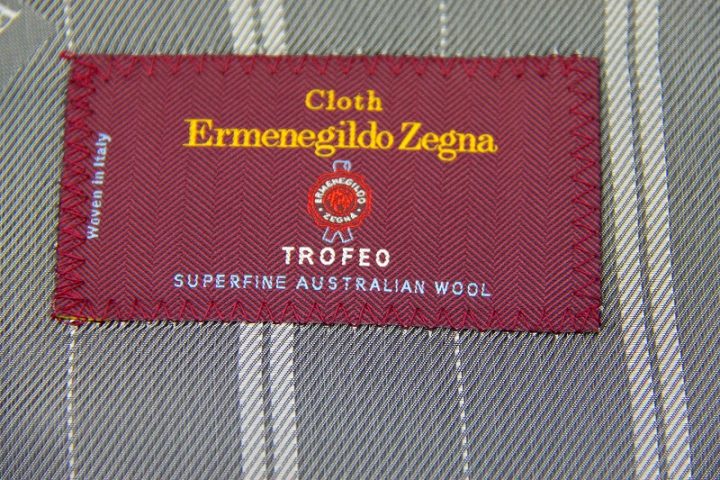 Cloth
Ermenegildo Zegna
ERMENEGILDO
ZEGNA
TROFEO
SUPERFINE AUSTRALIAN WOOL
Woven in Italy